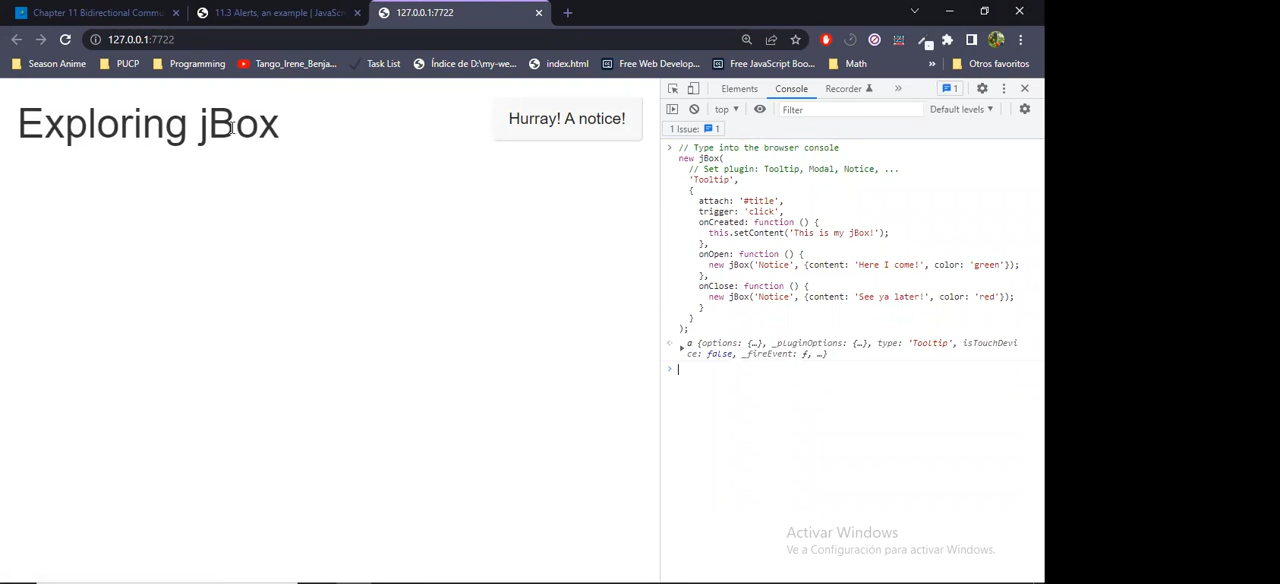 Chapter 11 Bidirectional Commu
11.3 Alerts, an example | JavaScri
127.0.0.1:7722
127.0.0.1:7722
Season Anime
PUCP
Programming
Tango_Irene_Benja...
Task List
Índice de D:\my-we...
index.html
Free Web Develop...
Free JavaScript Boo...
Math
»
Otros favoritos
Exploring jBox
Hurray! A notice!
Elements
Console
Recorder
»
1
top
Filter
Default levels
1 Issue: 1
// Type into the browser console
new jBox(
// Set plugin: Tooltip, Modal, Notice, ...
'Tooltip',
{
attach: '#title',
trigger: 'click',
onCreated: function () {
this.setContent('This is my jBox!');
},
onOpen: function () {
new jBox('Notice', {content: 'Here I come!', color: 'green'});
},
onClose: function () {
new jBox('Notice', {content: 'See ya later!', color: 'red'});
}
}
);
a {options: {…}, _pluginOptions: {…}, type: 'Tooltip', isTouchDevi
ce: false, _fireEvent: ƒ, …}
Activar Windows
Ve a Configuración para activar Windows.